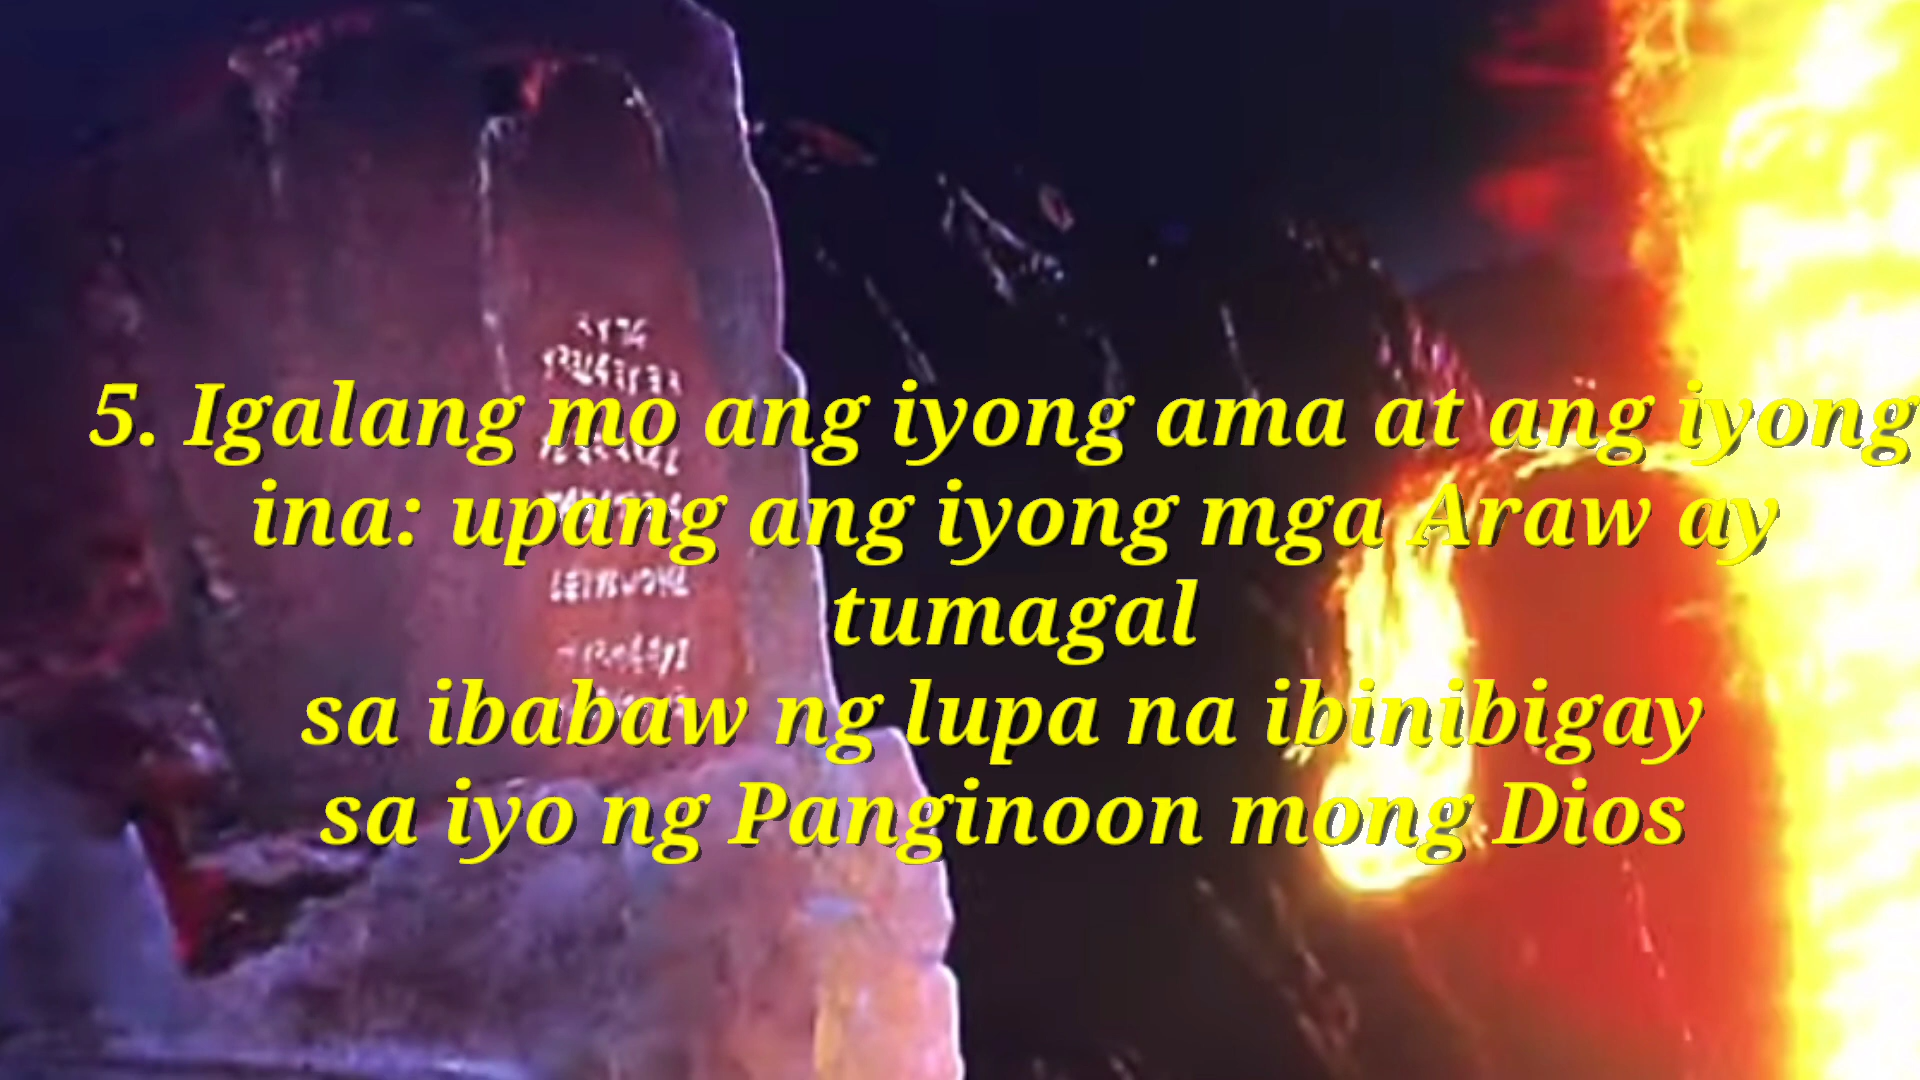 5. Igalang mo ang iyong ama at ang iyong
ina: upang ang iyong mga Araw ay
tumagal
sa ibabaw ng lupa na ibinibigay
sa iyo ng Panginoon mong Dios